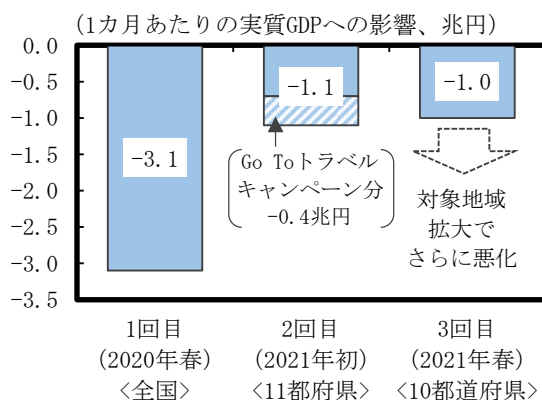 (1カ月あたりの実質GDPへの影響、兆円)
0.0
-0.5
-1.0
-1.5
-2.0
-2.5
-3.0
-3.5
-3.1
-1.1
-1.0
Go Toトラベル
キャンペーン分
-0.4兆円
対象地域
拡大で
さらに悪化
1回目
(2020年春)
<全国>
2回目
(2021年初)
<11都府県>
3回目
(2021年春)
<10都道府県>